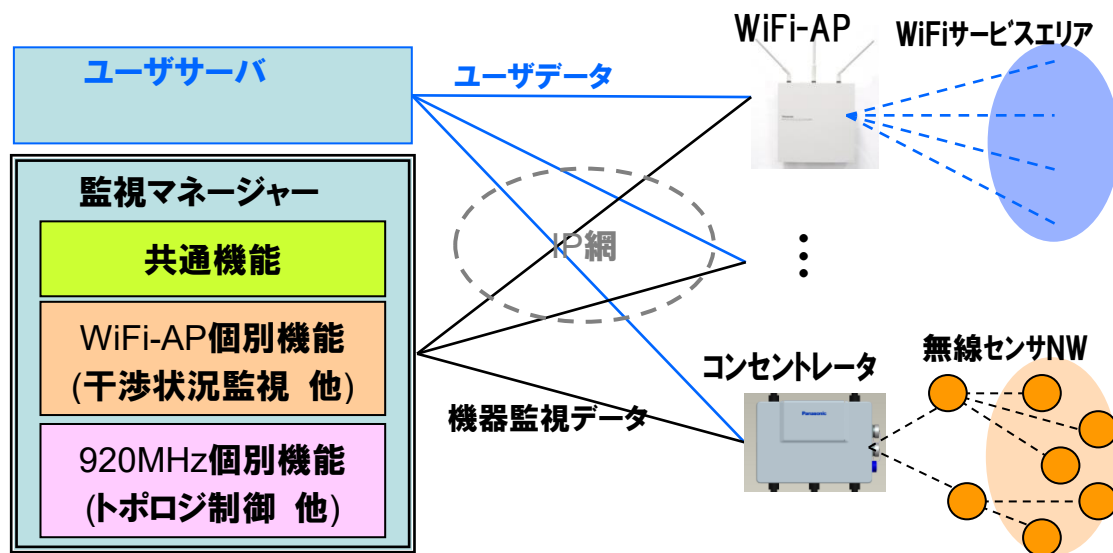 ユーザサーバ
監視マネージャー
共通機能
WiFi-AP個別機能
(干渉状況監視 他)
920MHz個別機能
(トポロジ制御 他)
ユーザデータ
IP網
機器監視データ
WiFi-AP
WiFiサービスエリア
コンセントレータ
Panasonic
無線センサNW